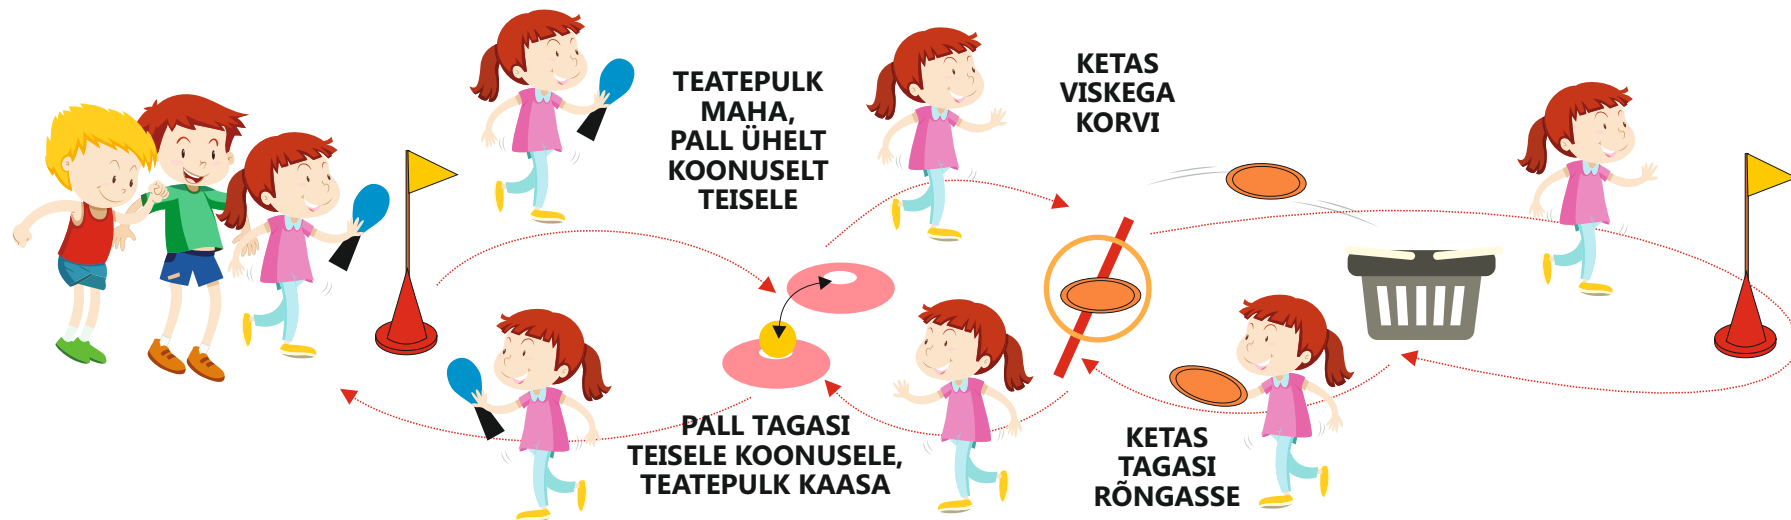 TEATEPULK
MAHA,
PALL ÜHELT
KOONUSELT
TEISELE
KETAS
VISKEGA
KORVI
PALL TAGASI
TEISELE KOONUSELE,
TEATEPULK KAASA
KETAS
TAGASI
RÕNGASSE